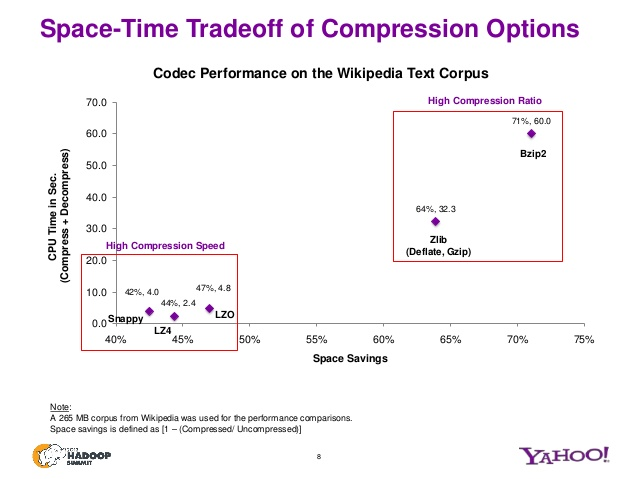 Space-Time Tradeoff of Compression Options
Codec Performance on the Wikipedia Text Corpus
CPU Time in Sec.
(Compress + Decompress)
70.0
60.0
50.0
40.0
30.0
20.0
10.0
0.0
High Compression Ratio
71%, 60.0
Bzip2
64%, 32.3
Zlib
(Deflate, Gzip)
High Compression Speed
42%, 4.0
Snappy
44%, 2.4
LZ4
47%, 4.8
LZO
40%
45%
50%
55%
60%
65%
70%
75%
Space Savings
Note:
A 265 MB corpus from Wikipedia was used for the performance comparisons.
Space savings is defined as [1 – (Compressed/ Uncompressed)]
HADOOP
SUMMIT
8
YAHOO!